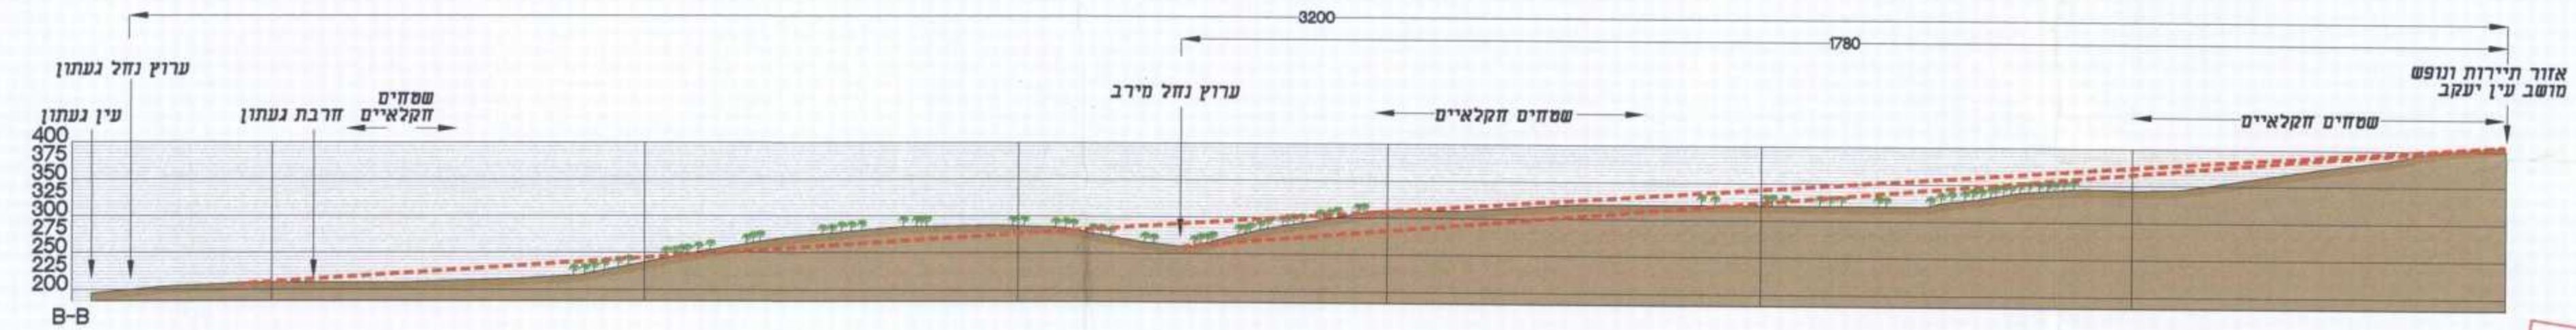 3200
1780
ערוץ נחל געתון
עין געתון
חרבת געתון
שטחים
חקלאיים
ערוץ נחל מירב
שטחים חקלאיים
שטחים חקלאיים
אזור תיירות ונופש
מושב עין יעקב
400
375
350
325
300
275
250
225
200
B-B